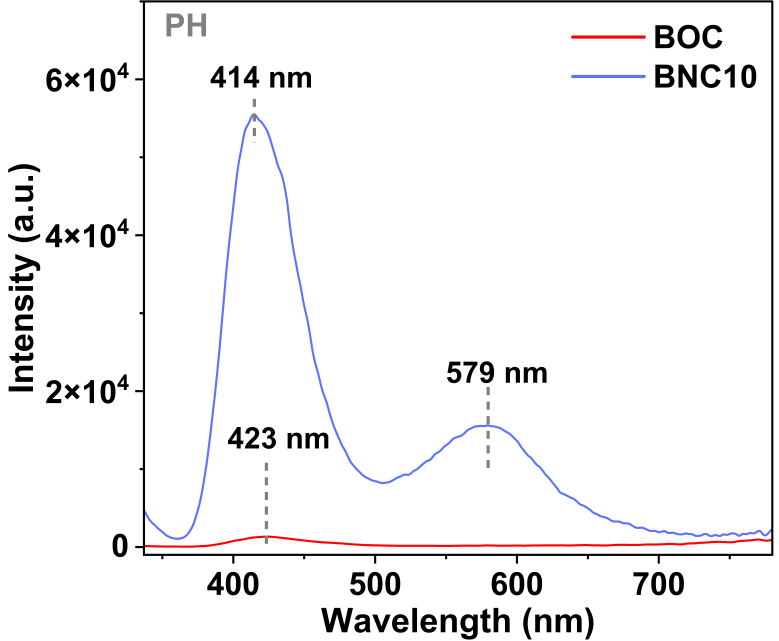 PH
BOC
BNC10
414 nm
579 nm
423 nm
Intensity (a.u.)
6×10⁴
4×10⁴
2×10⁴
0
400 500 600 700
Wavelength (nm)